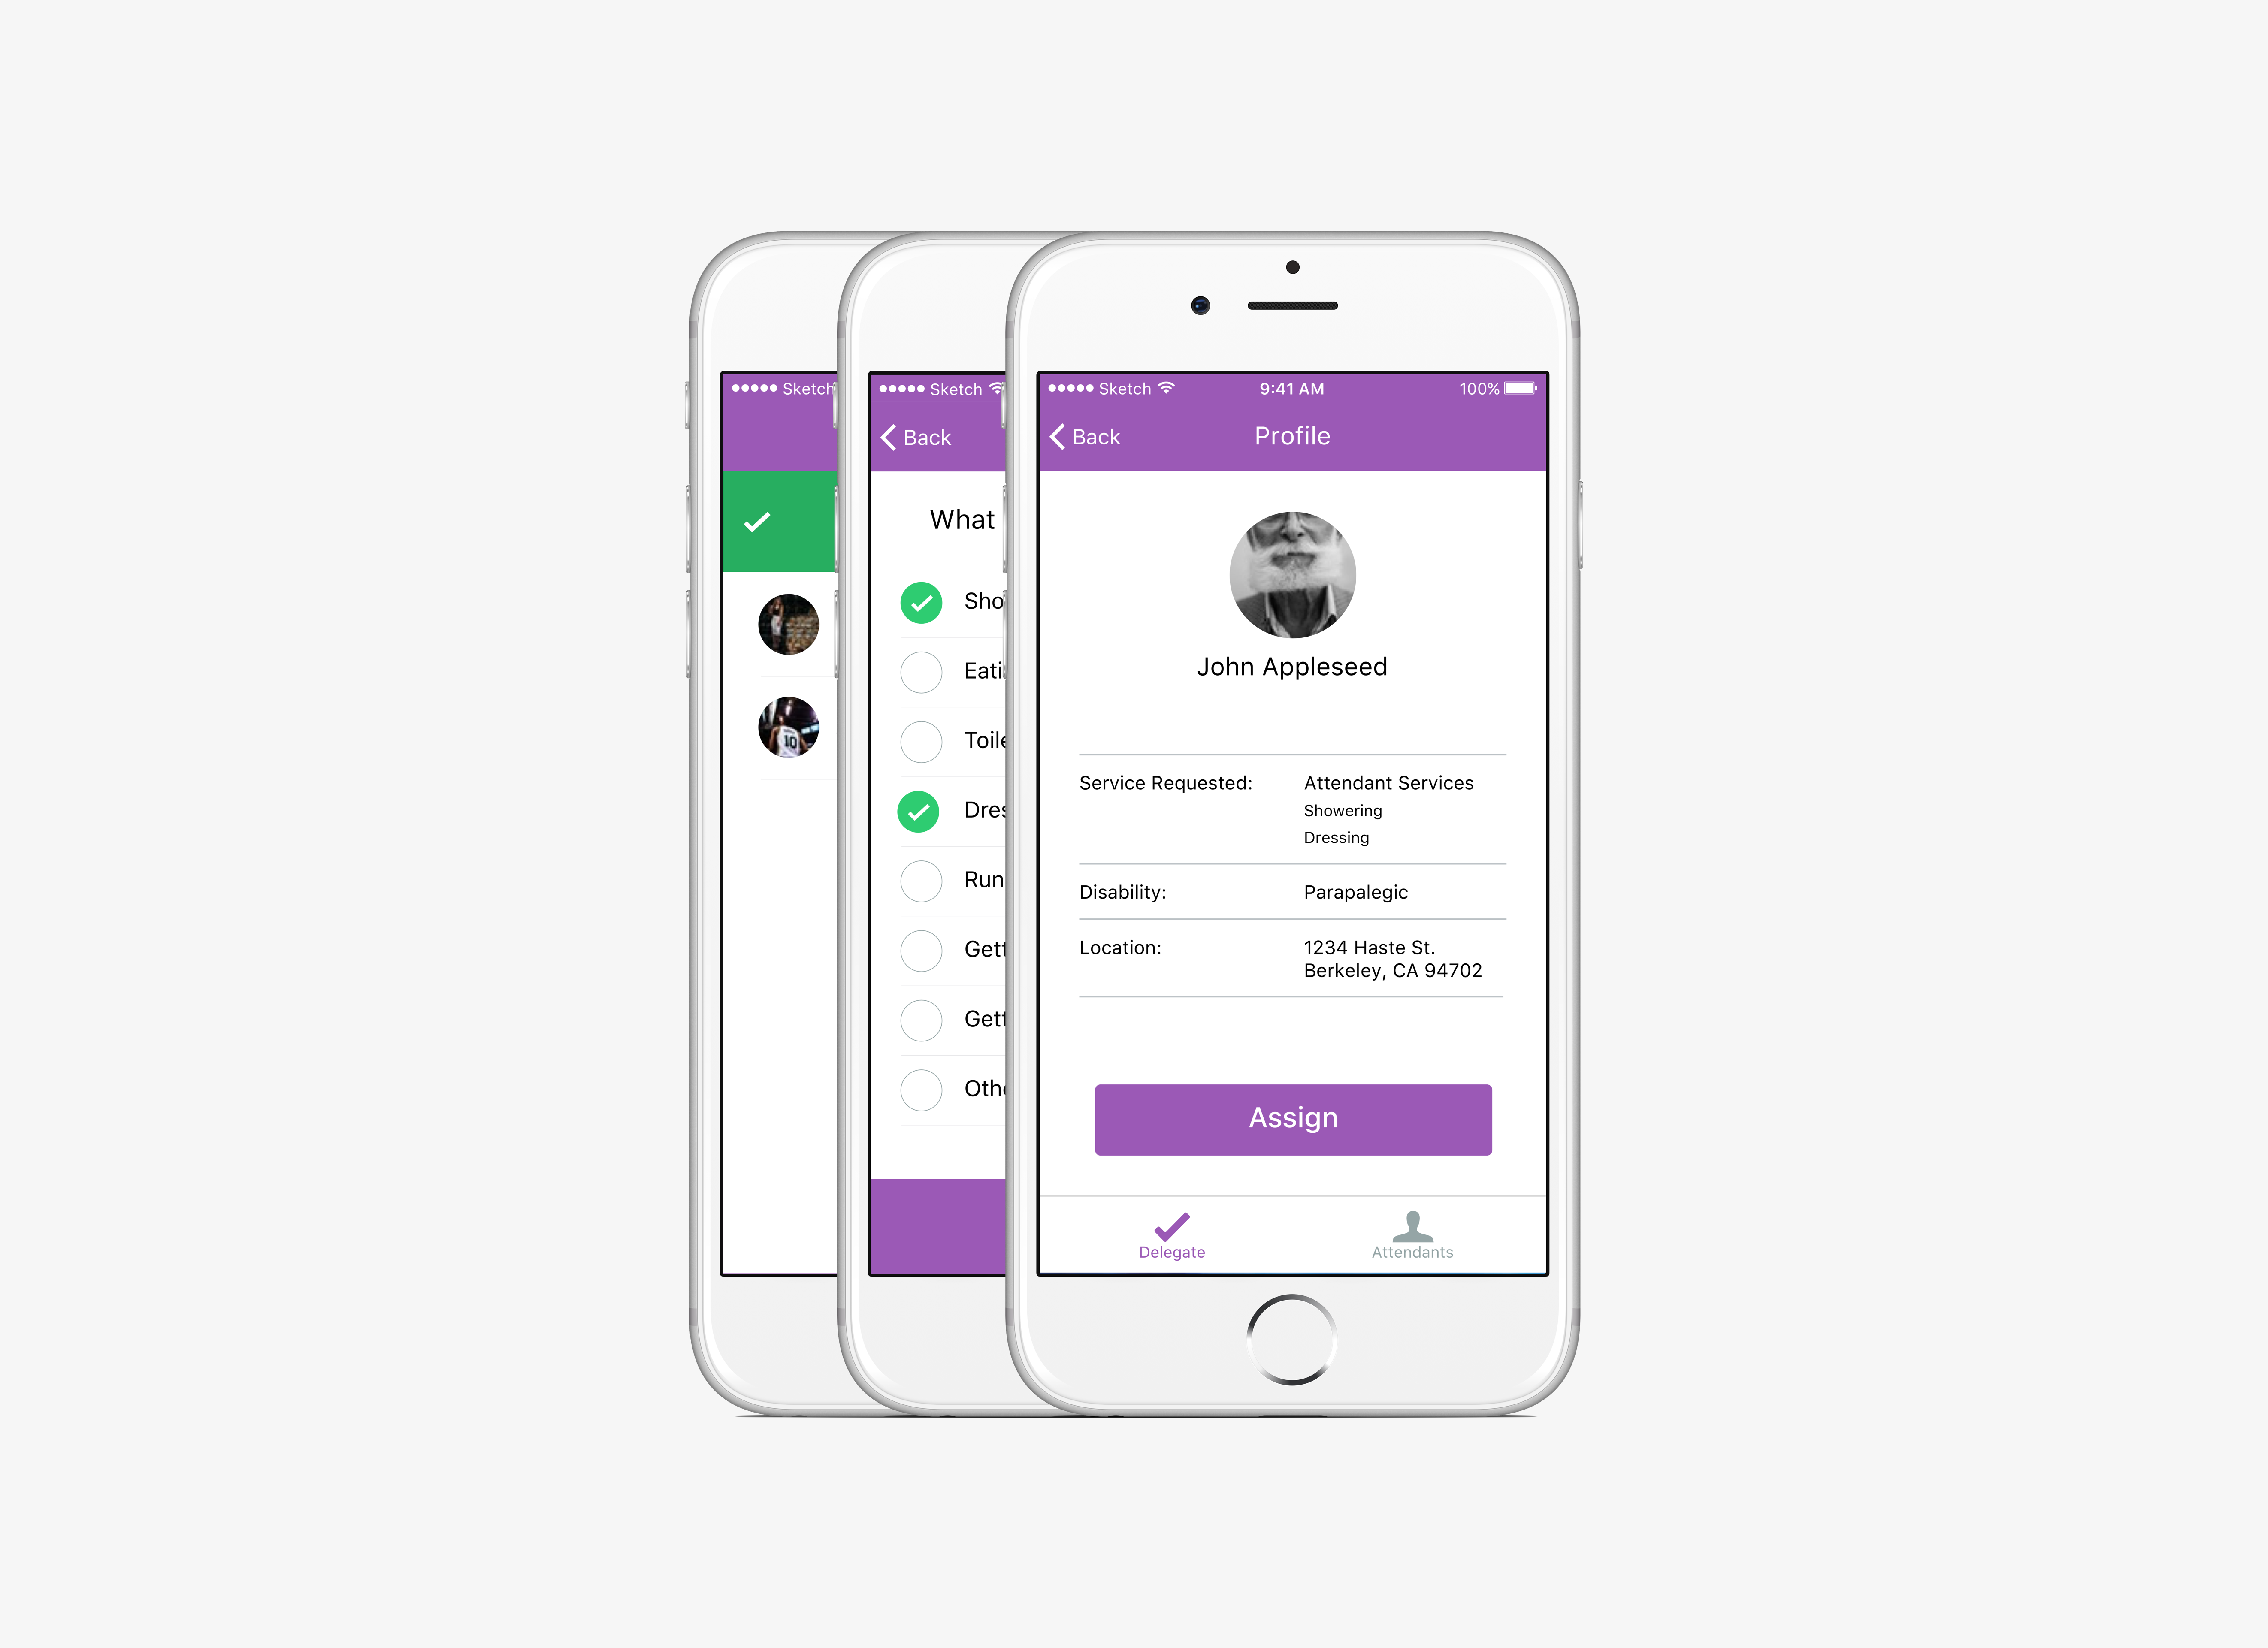 Sketch
10
Sketch
Back
What
Sho
Eati
Toile
Dres
Run
Gett
Gett
Othe
Sketch 9:41 AM 100%
Back Profile
John Appleseed
Service Requested: Attendant Services
Showering
Dressing
Disability: Parapalegic
Location: 1234 Haste St.
Berkeley, CA 94702
Assign
Delegate Attendants